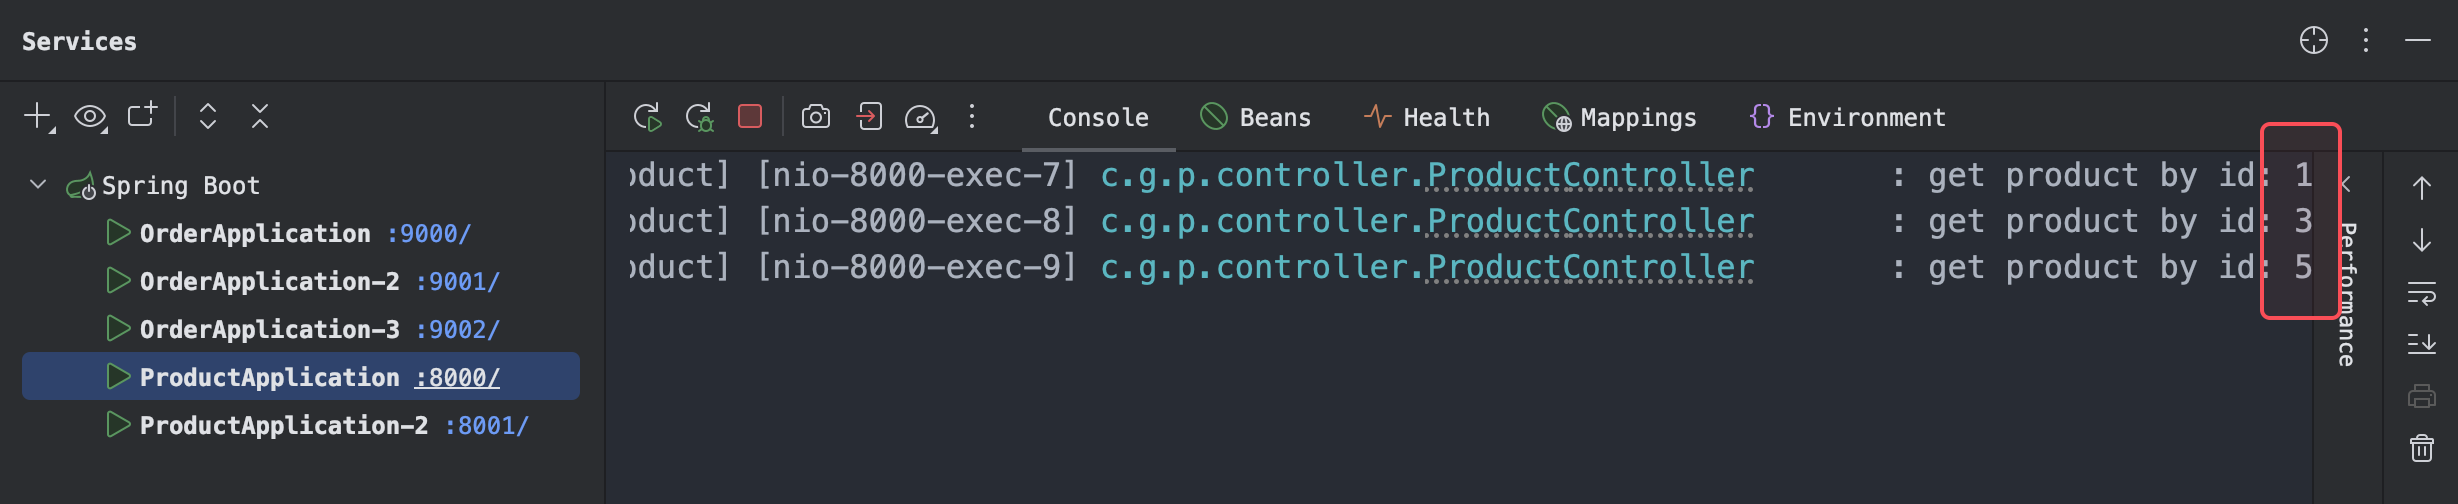 Services
Console Beans Health Mappings Environment
Spring Boot
OrderApplication :9000/
OrderApplication-2 :9001/
OrderApplication-3 :9002/
ProductApplication :8000/
ProductApplication-2 :8001/
oduct] [nio-8000-exec-7] c.g.p.controller.ProductController : get product by id: 1
oduct] [nio-8000-exec-8] c.g.p.controller.ProductController : get product by id: 3
oduct] [nio-8000-exec-9] c.g.p.controller.ProductController : get product by id: 5
Performance